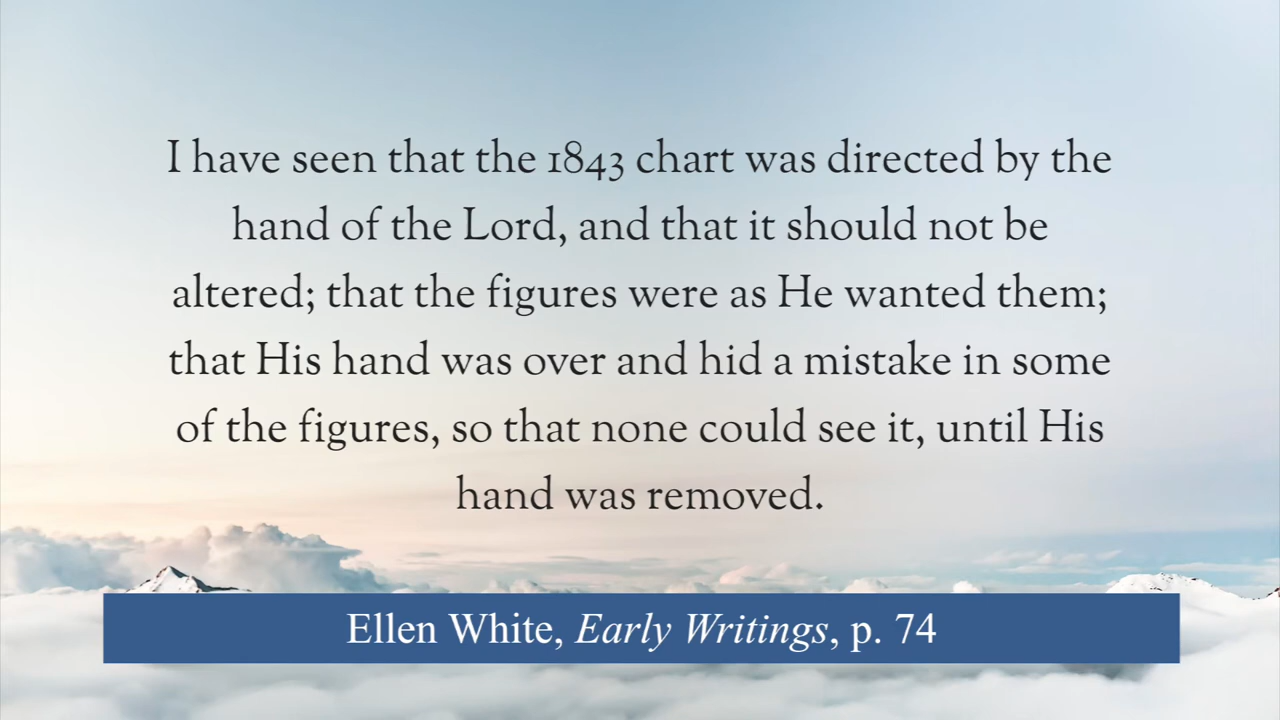 I have seen that the 1843 chart was directed by the
hand of the Lord, and that it should not be
altered; that the figures were as He wanted them;
that His hand was over and hid a mistake in some
of the figures, so that none could see it, until His
hand was removed.
Ellen White, Early Writings, p. 74